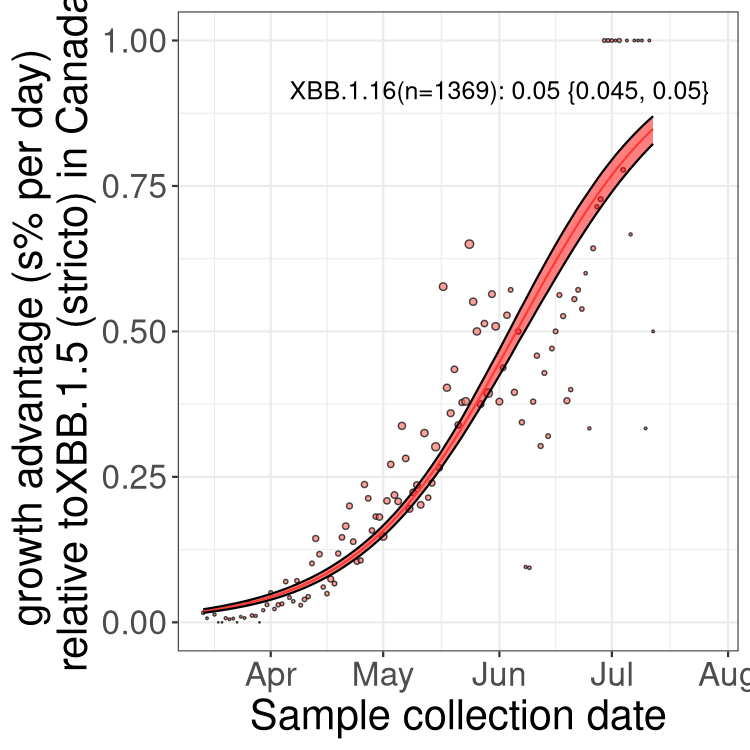 growth advantage (s% per day)
relative toXBB.1.5 (stricto) in Canada
1.00
XBB.1.16(n=1369): 0.05 {0.045, 0.05}
0.75
0.50
0.25
0.00
Apr May Jun Jul Aug
Sample collection date